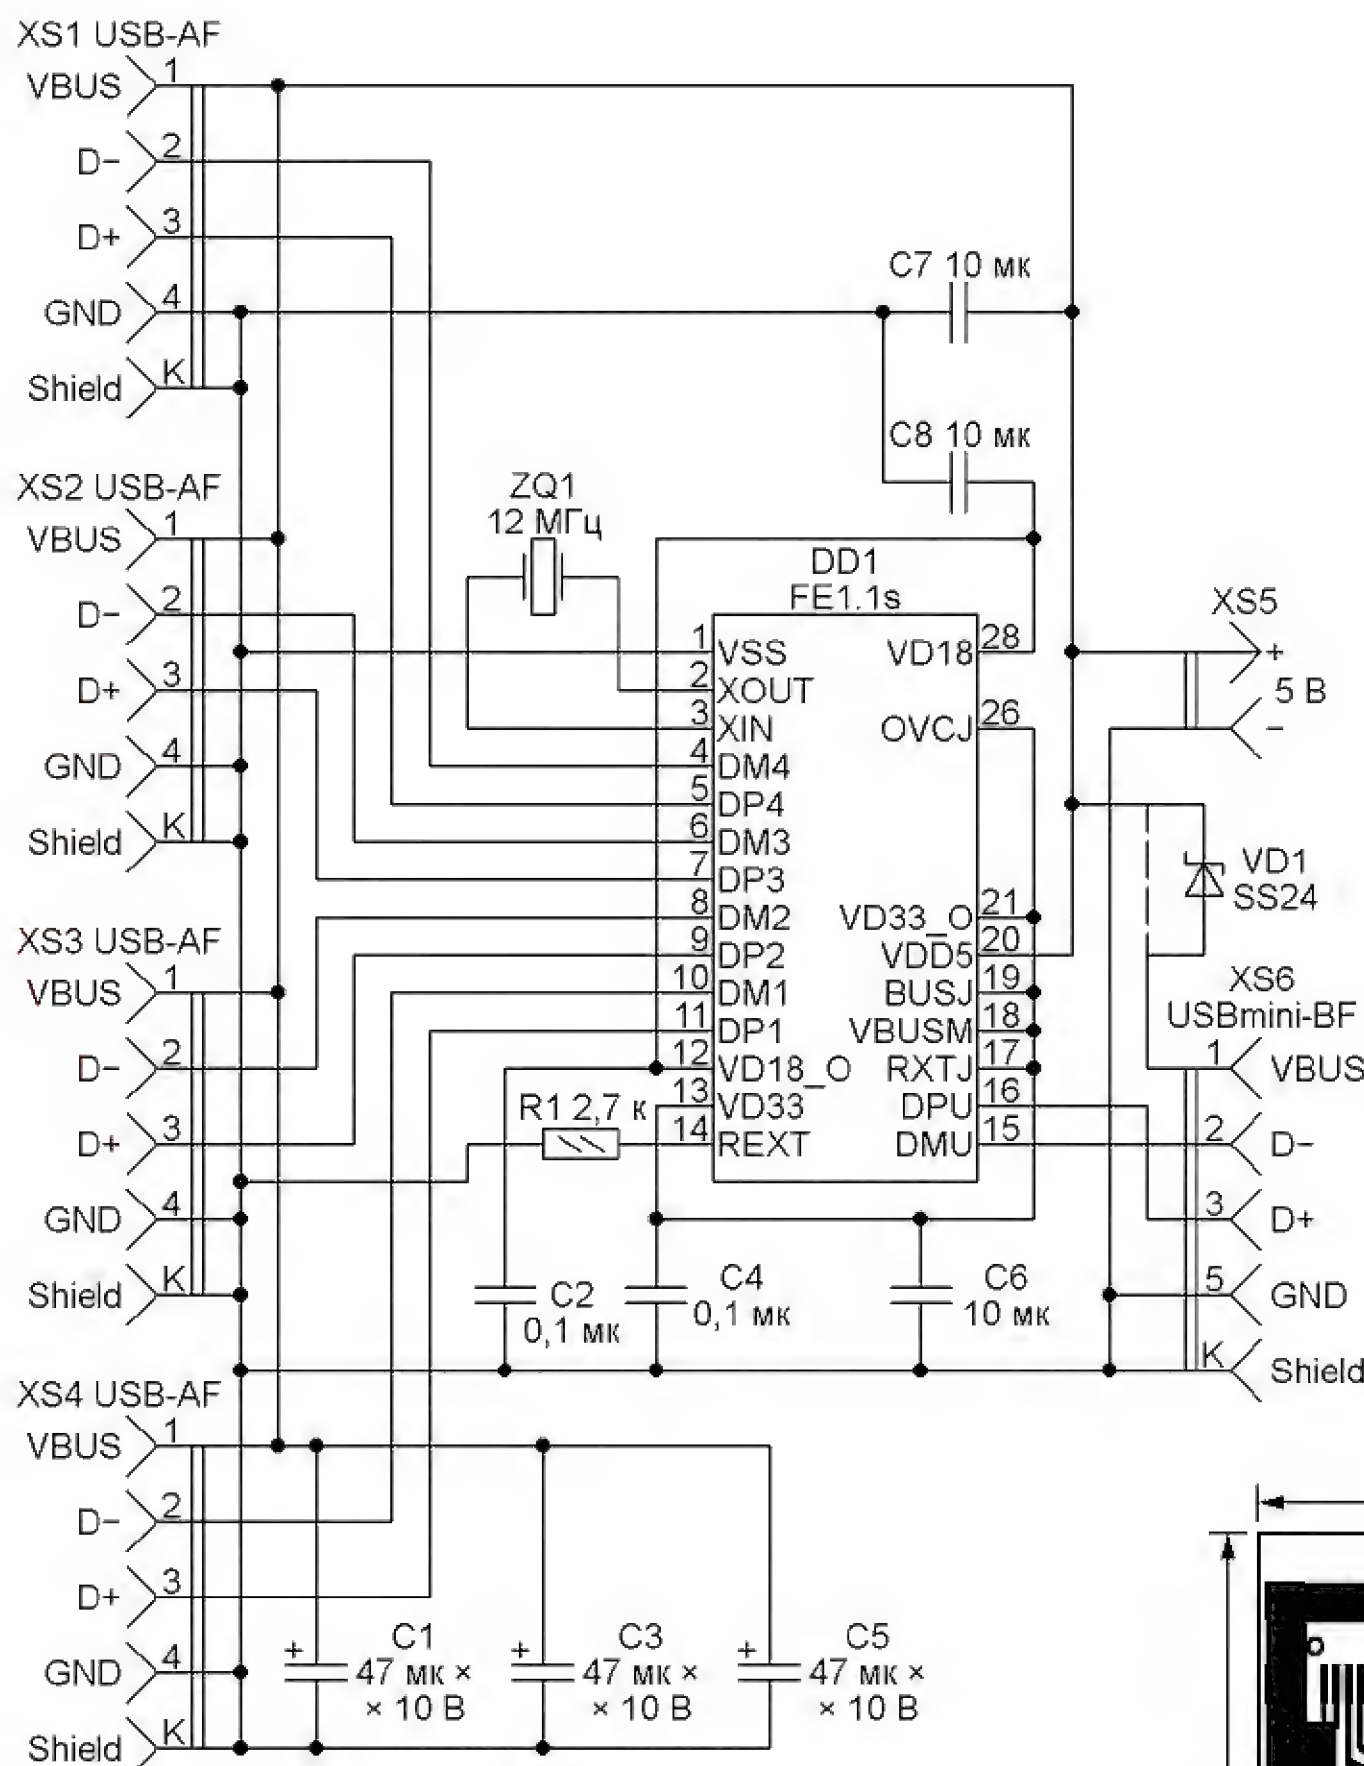 XS1 USB-AF
VBUS 1
D− 2
D+ 3
GND 4
Shield K
C7 10 мк
C8 10 мк
XS2 USB-AF
VBUS 1
D− 2
D+ 3
GND 4
Shield K
ZQ1
12 МГц
DD1
FE1.1s
1 VSS
2 XOUT
3 XIN
4 DM4
5 DP4
6 DM3
7 DP3
8 DM2
9 DP2
10 DM1
11 DP1
12 VD18_O
13 VD33
14 REXT
VD18 28
OVCJ 26
VD33_O 21
VDD5 20
BUSJ 19
VBUSM 18
RXTJ 17
DPU 16
DMU 15
XS5
+
5 В
−
VD1
SS24
XS3 USB-AF
VBUS 1
D− 2
D+ 3
GND 4
Shield K
R1 2,7 к
XS6
USBmini-BF
1 VBUS
2 D−
3 D+
5 GND
K Shield
C2
0,1 мк
C4
0,1 мк
C6
10 мк
XS4 USB-AF
VBUS 1
D− 2
D+ 3
GND 4
Shield K
+ C1
47 мк ×
× 10 В
+ C3
47 мк ×
× 10 В
+ C5
47 мк ×
× 10 В